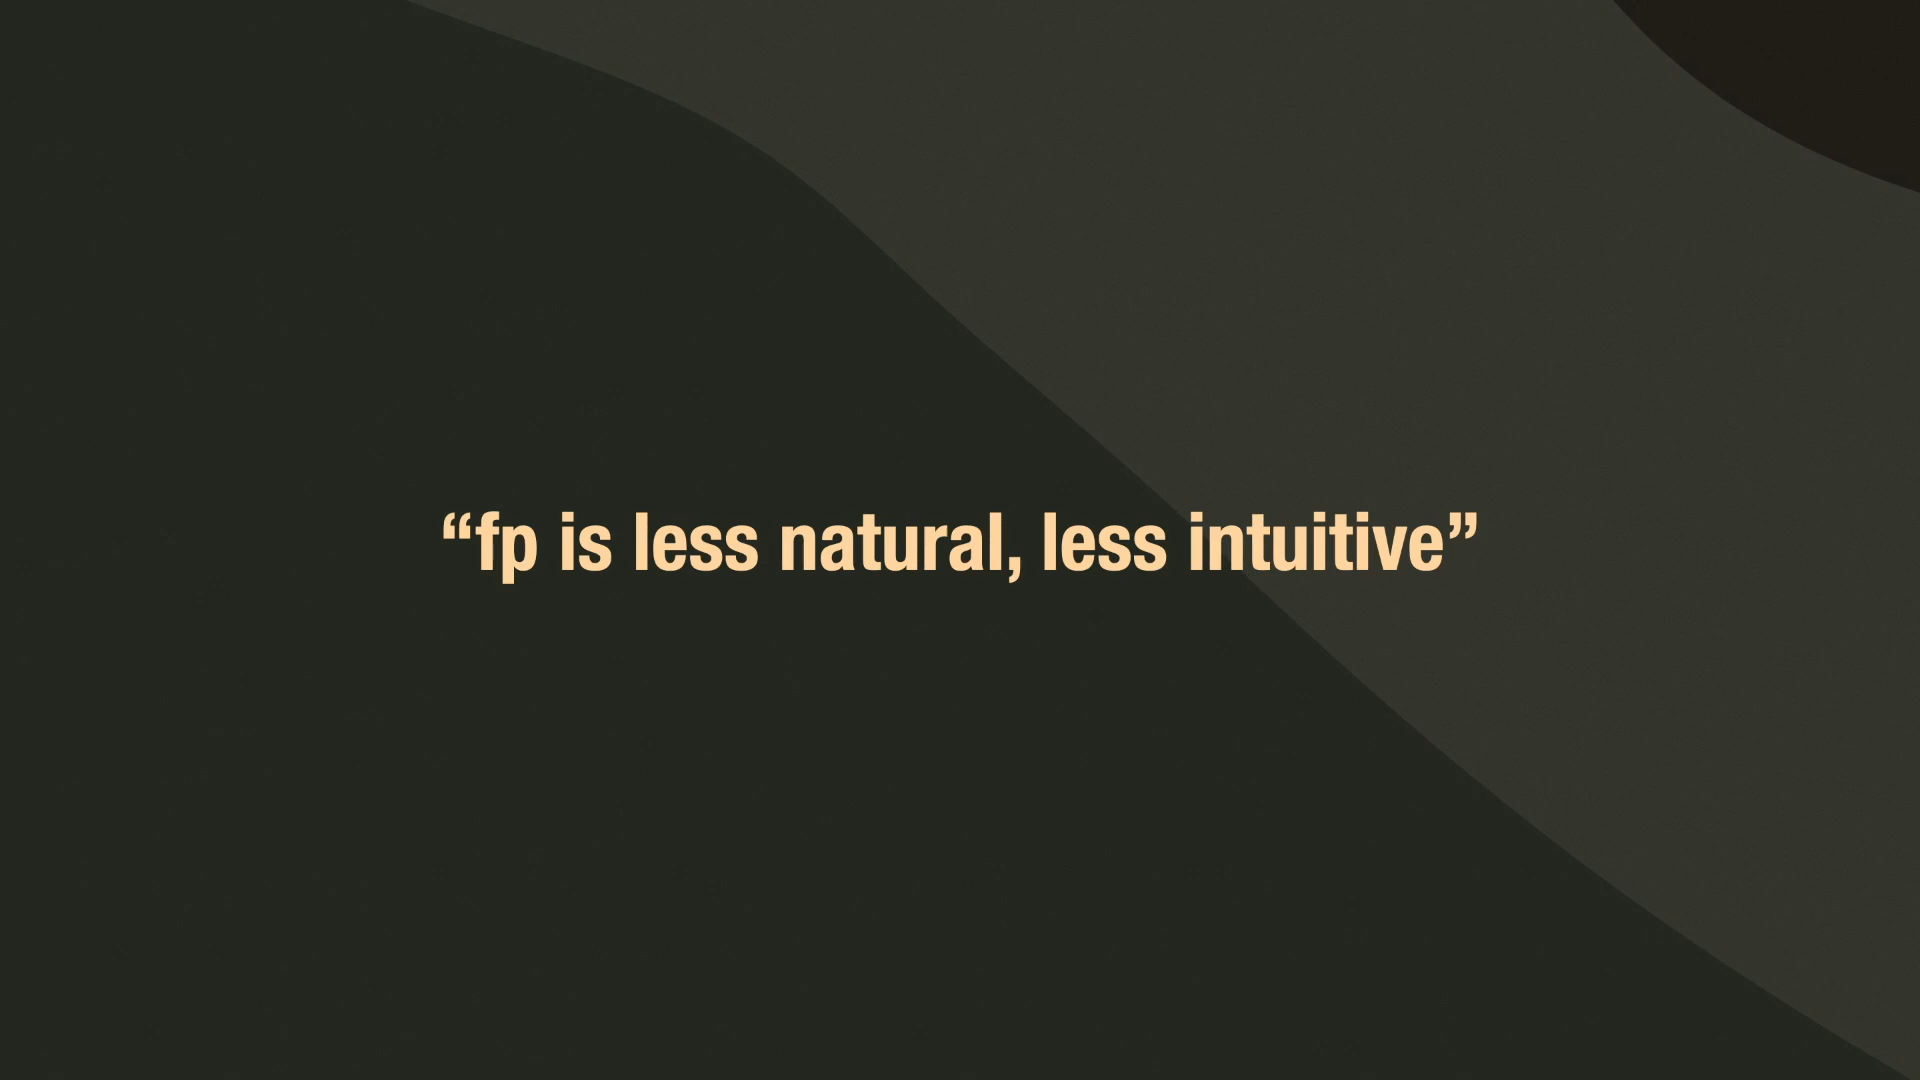 “fp is less natural, less intuitive”